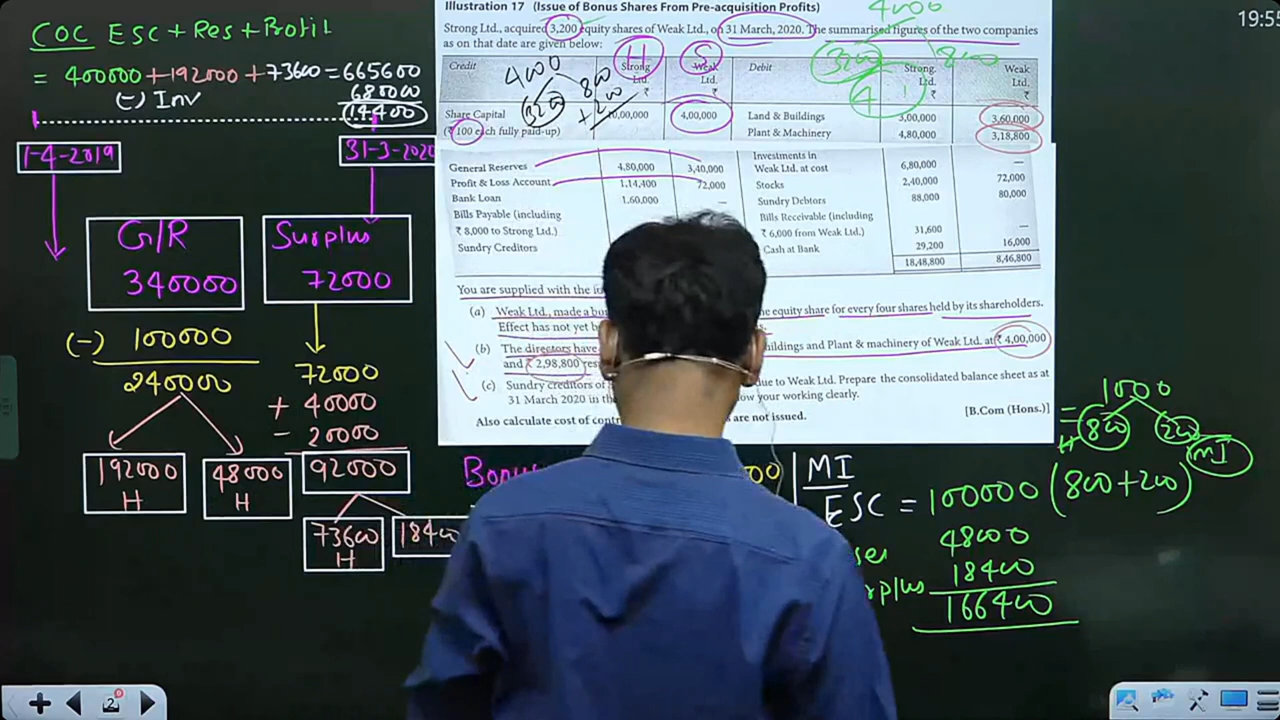 COC ESC + Res + Profit
= 400000 + 192000 + 73600 = 665600
(-) Inv 680000
14400
1-4-2019
31-3-2020
G/R
340000
Surplus
72000
(-) 100000
240000
192000
H
48000
H
72000
+ 40000
- 20000
92000
73600
H
18400
Illustration 17 (Issue of Bonus Shares From Pre-acquisition Profits)
Strong Ltd., acquired 3,200 equity shares of Weak Ltd., on 31 March, 2020. The summarised figures of the two companies
as on that date are given below:
Credit Strong Ltd. ₹ Weak Ltd. ₹ Debit Strong. Ltd. ₹ Weak Ltd. ₹
Share Capital 4,00,000 Land & Buildings 3,00,000 3,60,000
(₹ 100 each fully paid-up) Plant & Machinery 4,80,000 3,18,800
General Reserves 4,80,000 3,40,000 Investments in Weak Ltd. at cost 6,80,000 —
Profit & Loss Account 1,14,400 72,000 Stocks 2,40,000 72,000
Bank Loan 1,60,000 — Sundry Debtors 88,000 80,000
Bills Payable (including Bills Receivable (including
₹ 8,000 to Strong Ltd.) ₹ 6,000 from Weak Ltd.) 31,600 —
Sundry Creditors Cash at Bank 29,200 16,000
18,48,800 8,46,800
You are supplied with the
(a) Weak Ltd., made a equity share for every four shares held by its shareholders.
Effect has not yet
(b) The directors have Plant & machinery of Weak Ltd. at ₹ 4,00,000
and ₹ 2,98,800
(c) Sundry creditors of due to Weak Ltd. Prepare the consolidated balance sheet as at
31 March 2020 in your working clearly.
Also calculate cost of are not issued.
[B.Com (Hons.)]
H
S
4000
3200
800
+ 200
4000
3200
800
4
1
1000
H
800
200
MI
MI
ESC = 100000 (800 + 200)
48000
18400
166400
19:55
2